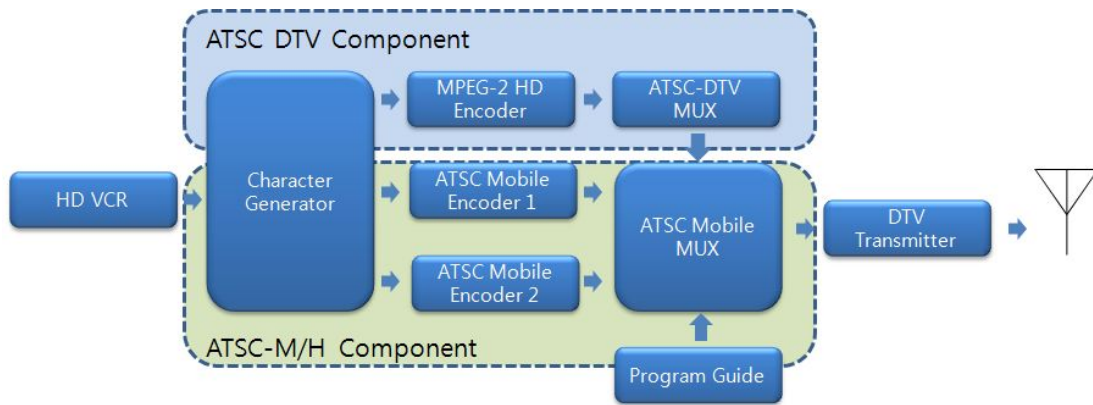 ATSC DTV Component
MPEG-2 HD
Encoder
ATSC-DTV
MUX
HD VCR
Character
Generator
ATSC Mobile
Encoder 1
ATSC Mobile
MUX
DTV
Transmitter
ATSC Mobile
Encoder 2
ATSC-M/H Component
Program Guide